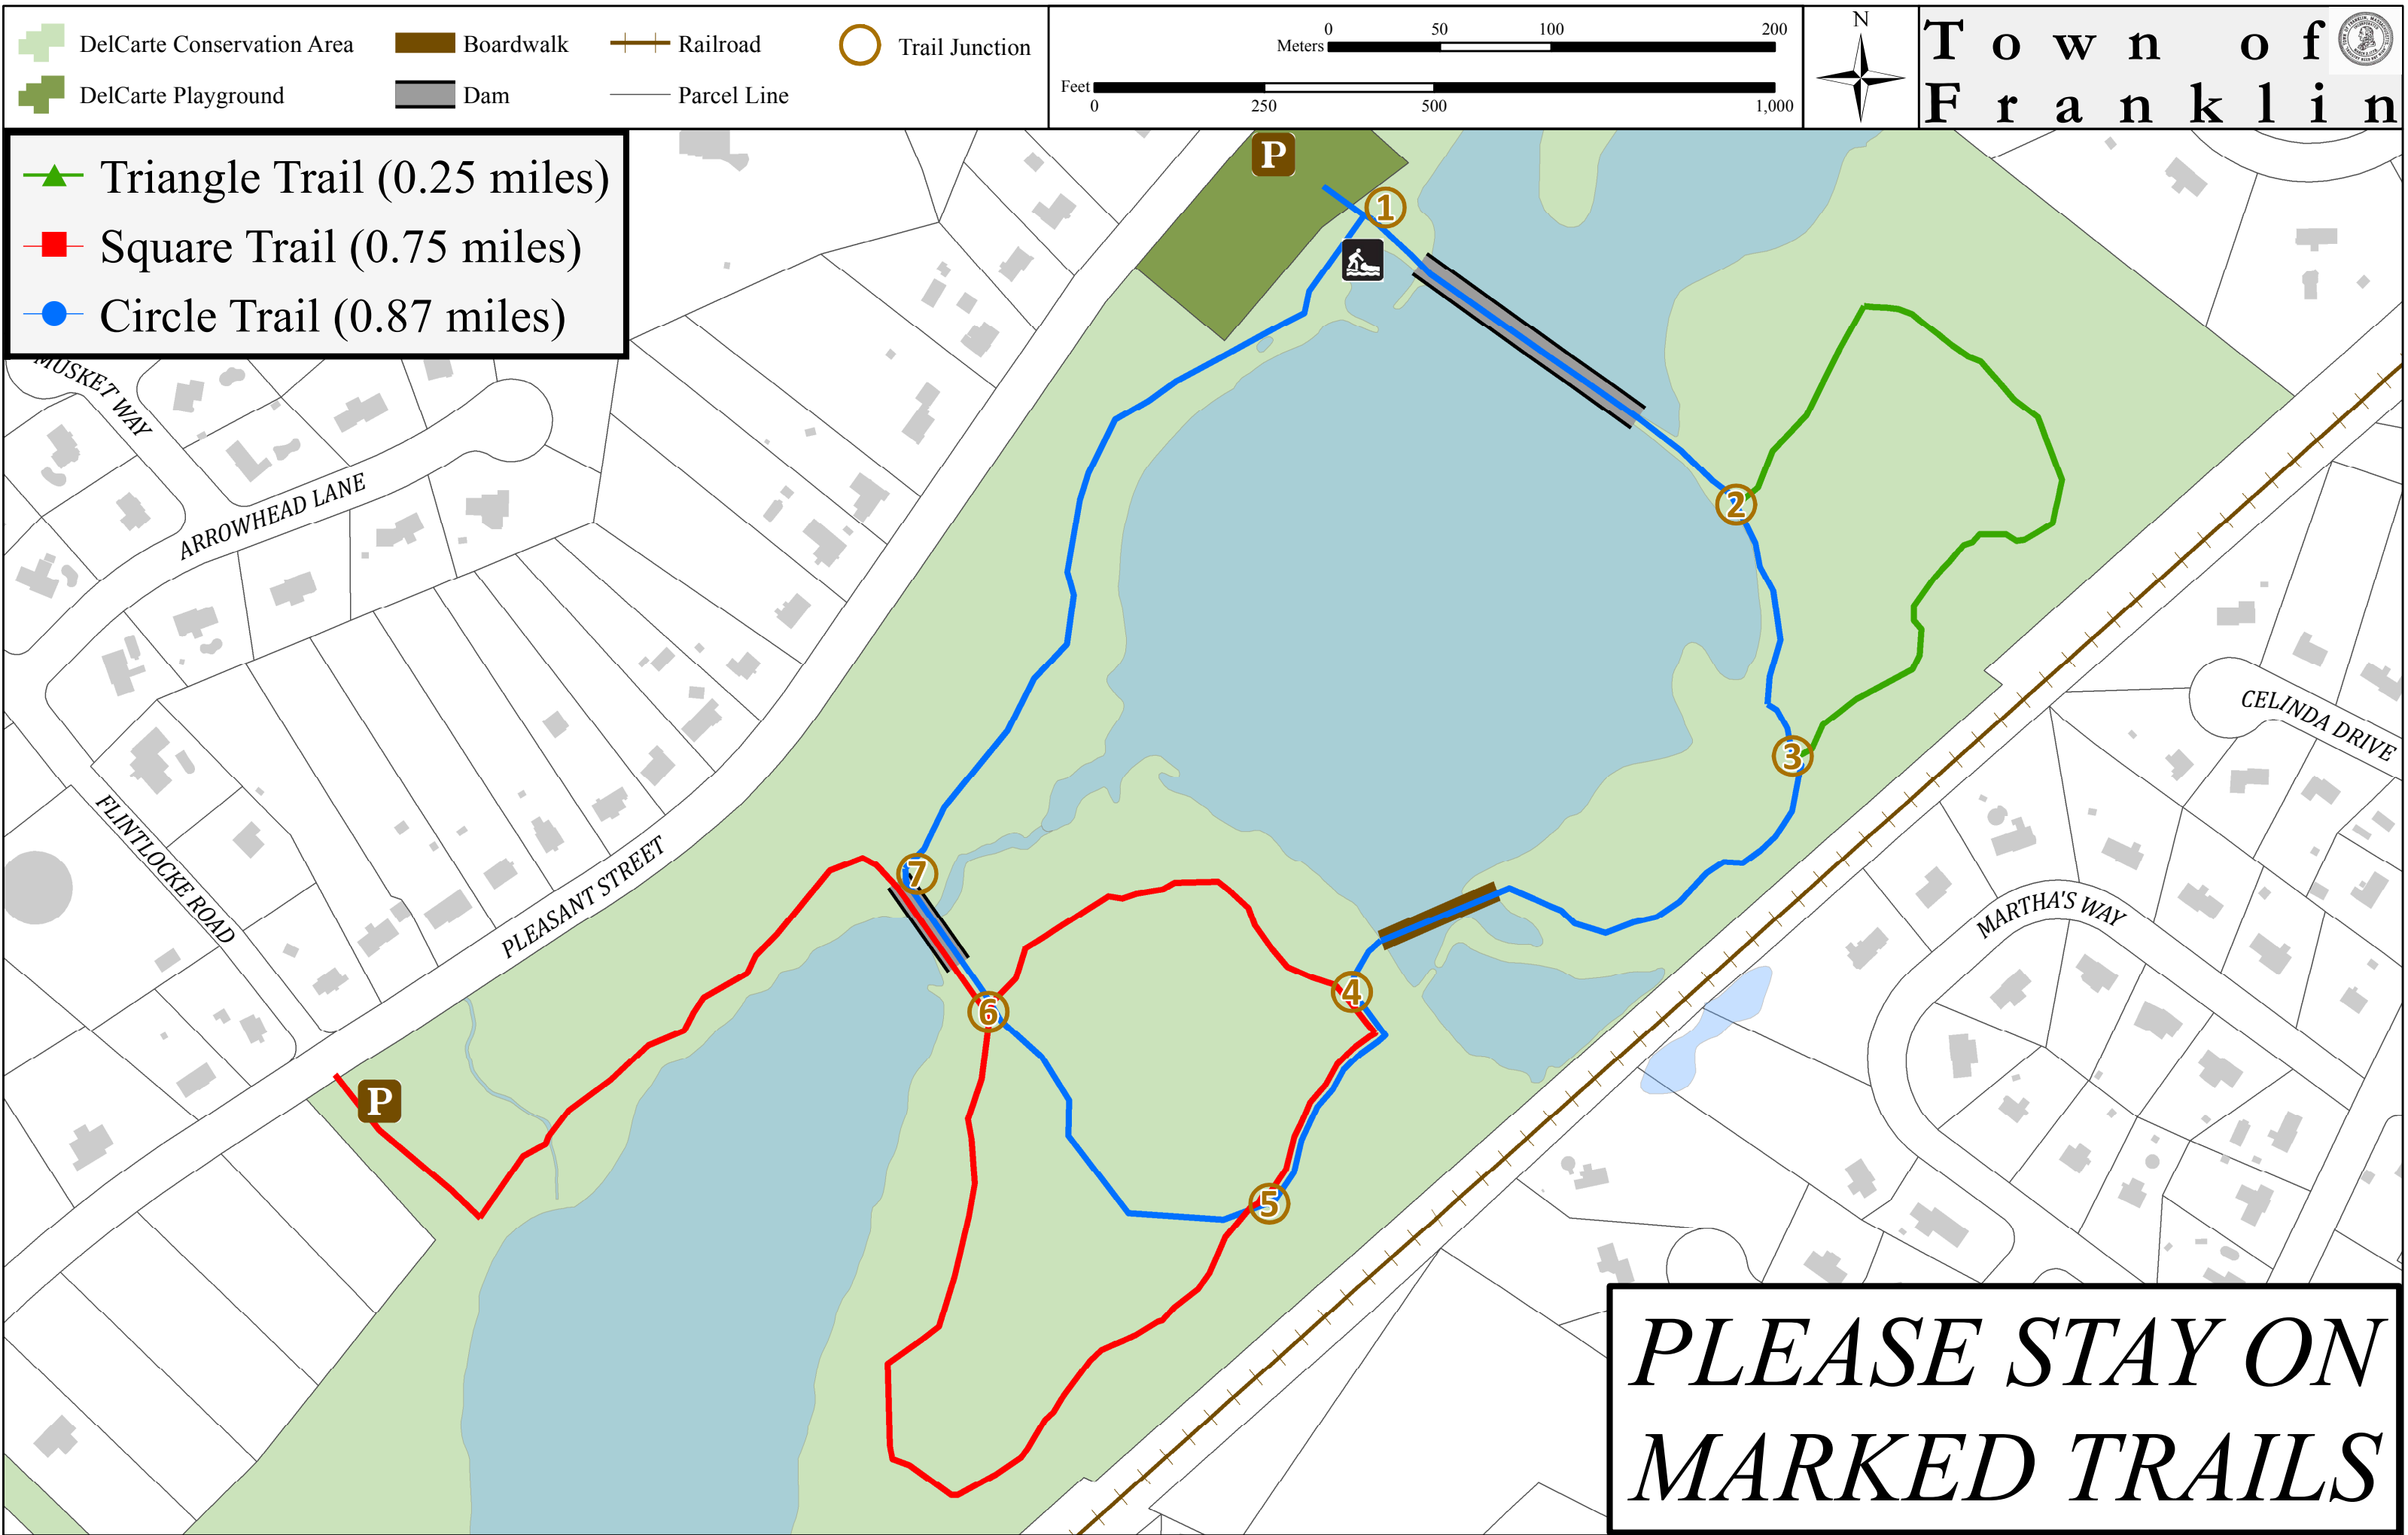 DelCarte Conservation Area
DelCarte Playground
Boardwalk
Dam
Railroad
Parcel Line
Trail Junction
Meters
0 50 100 200
Feet
0 250 500 1,000
N
Town of
Franklin
Triangle Trail (0.25 miles)
Square Trail (0.75 miles)
Circle Trail (0.87 miles)
P
1
MUSKET WAY
ARROWHEAD LANE
2
CELINDA DRIVE
3
FLINTLOCKE ROAD
PLEASANT STREET
7
MARTHA'S WAY
4
6
P
5
PLEASE STAY ON
MARKED TRAILS